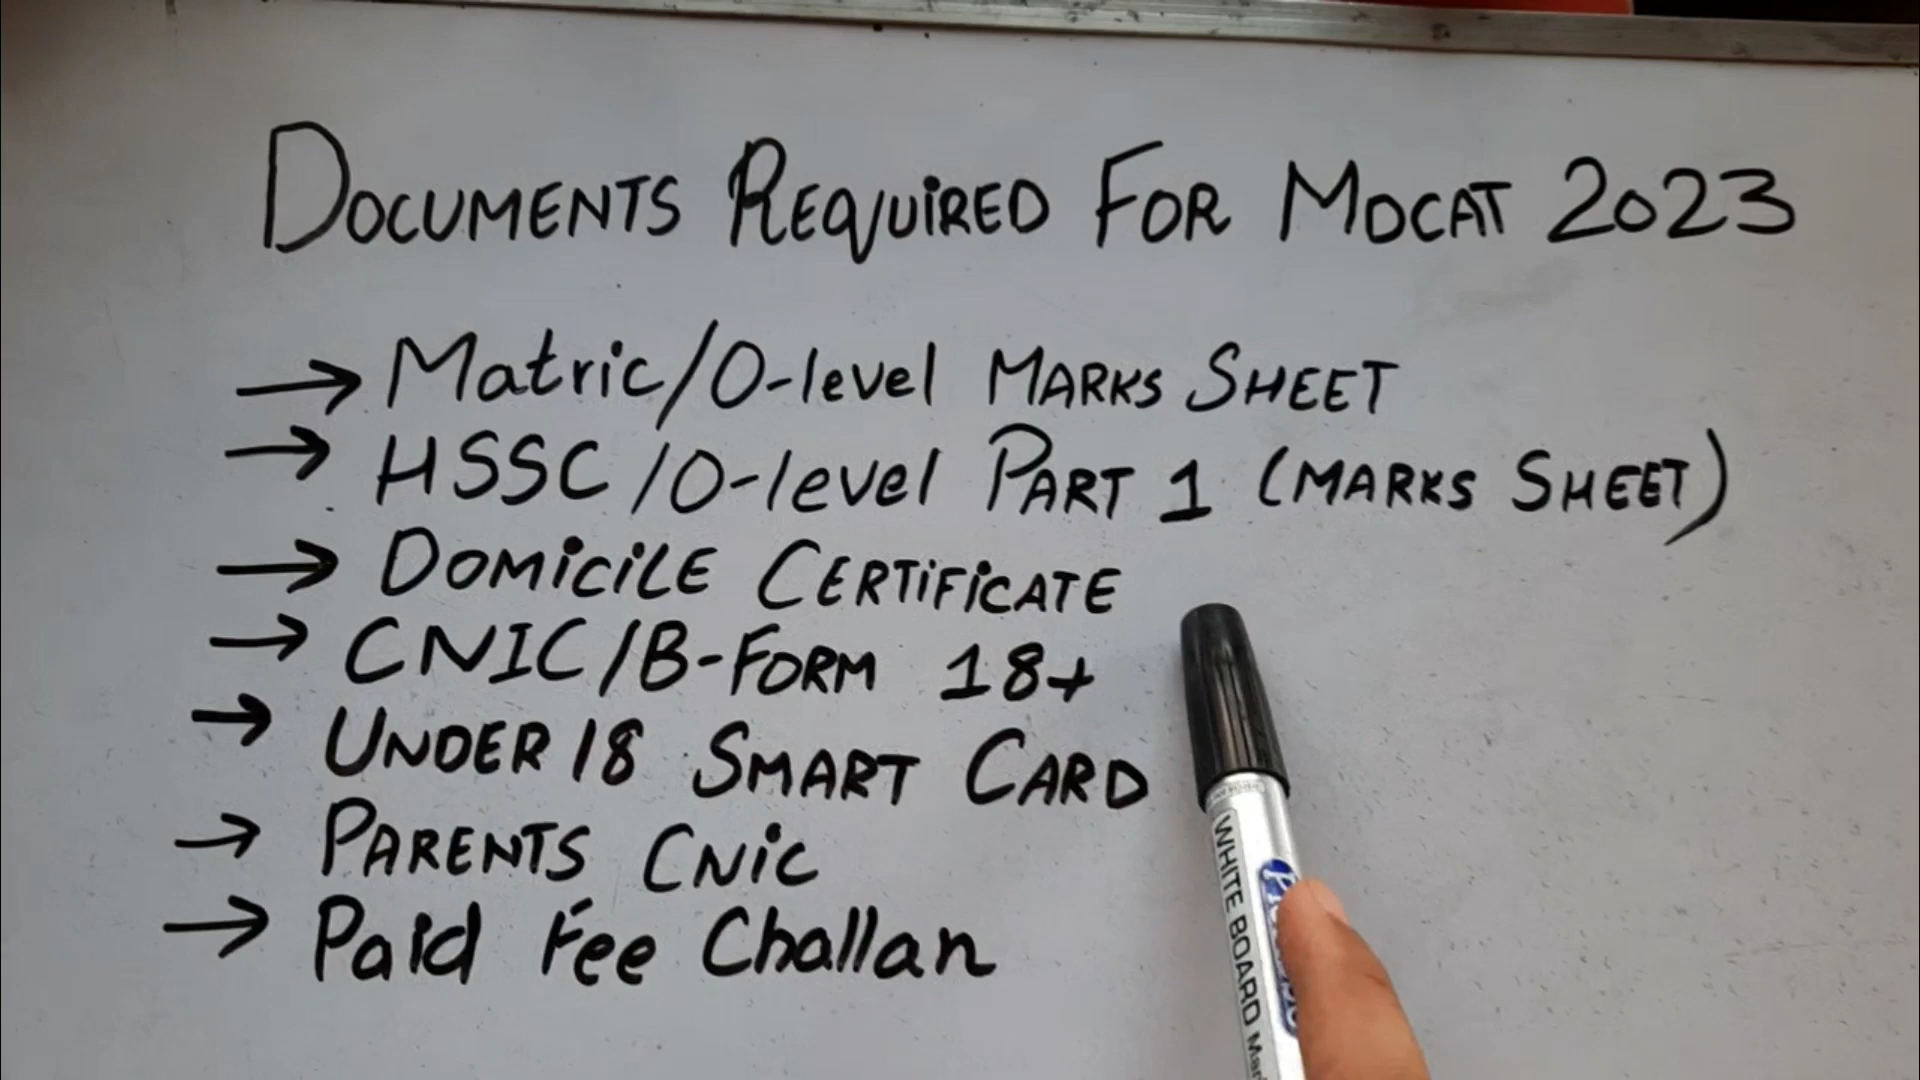 DOCUMENTS REQUIRED FOR MDCAT 2023
→ Matric/O-level MARKS SHEET
→ HSSC/O-level PART 1 (MARKS SHEET)
→ DOMICILE CERTIFICATE
→ CNIC/B-FORM 18+
→ UNDER 18 SMART CARD
→ PARENTS CNIC
→ Paid Fee Challan
WHITE BOARD